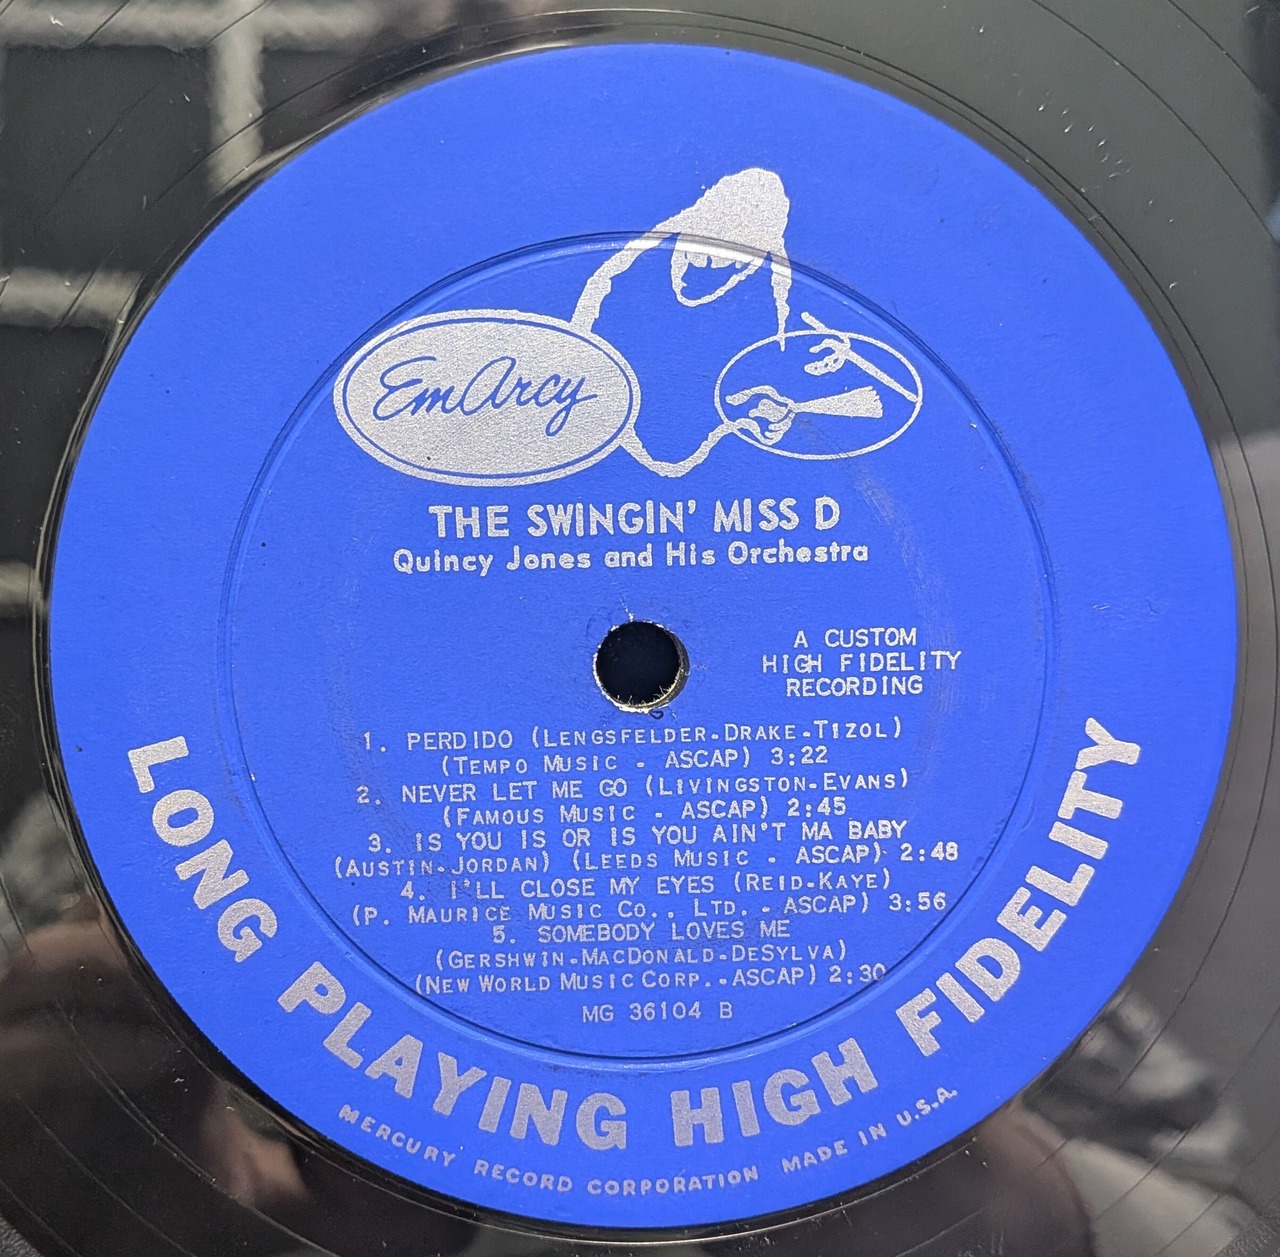 EmArcy
THE SWINGIN' MISS D
Quincy Jones and His Orchestra
A CUSTOM
HIGH FIDELITY
RECORDING
1. PERDIDO (LENGSFELDER-DRAKE-TIZOL)
(TEMPO MUSIC - ASCAP) 3:22
2. NEVER LET ME GO (LIVINGSTON-EVANS)
(FAMOUS MUSIC - ASCAP) 2:45
3. IS YOU IS OR IS YOU AIN'T MA BABY
(AUSTIN-JORDAN) (LEEDS MUSIC - ASCAP) 2:48
4. I'LL CLOSE MY EYES (REID-KAYE)
(P. MAURICE MUSIC CO., LTD. - ASCAP) 3:56
5. SOMEBODY LOVES ME
(GERSHWIN-MACDONALD-DESYLVA)
(NEW WORLD MUSIC CORP.-ASCAP) 2:30
MG 36104 B
LONG PLAYING HIGH FIDELITY
MERCURY RECORD CORPORATION MADE IN U.S.A.